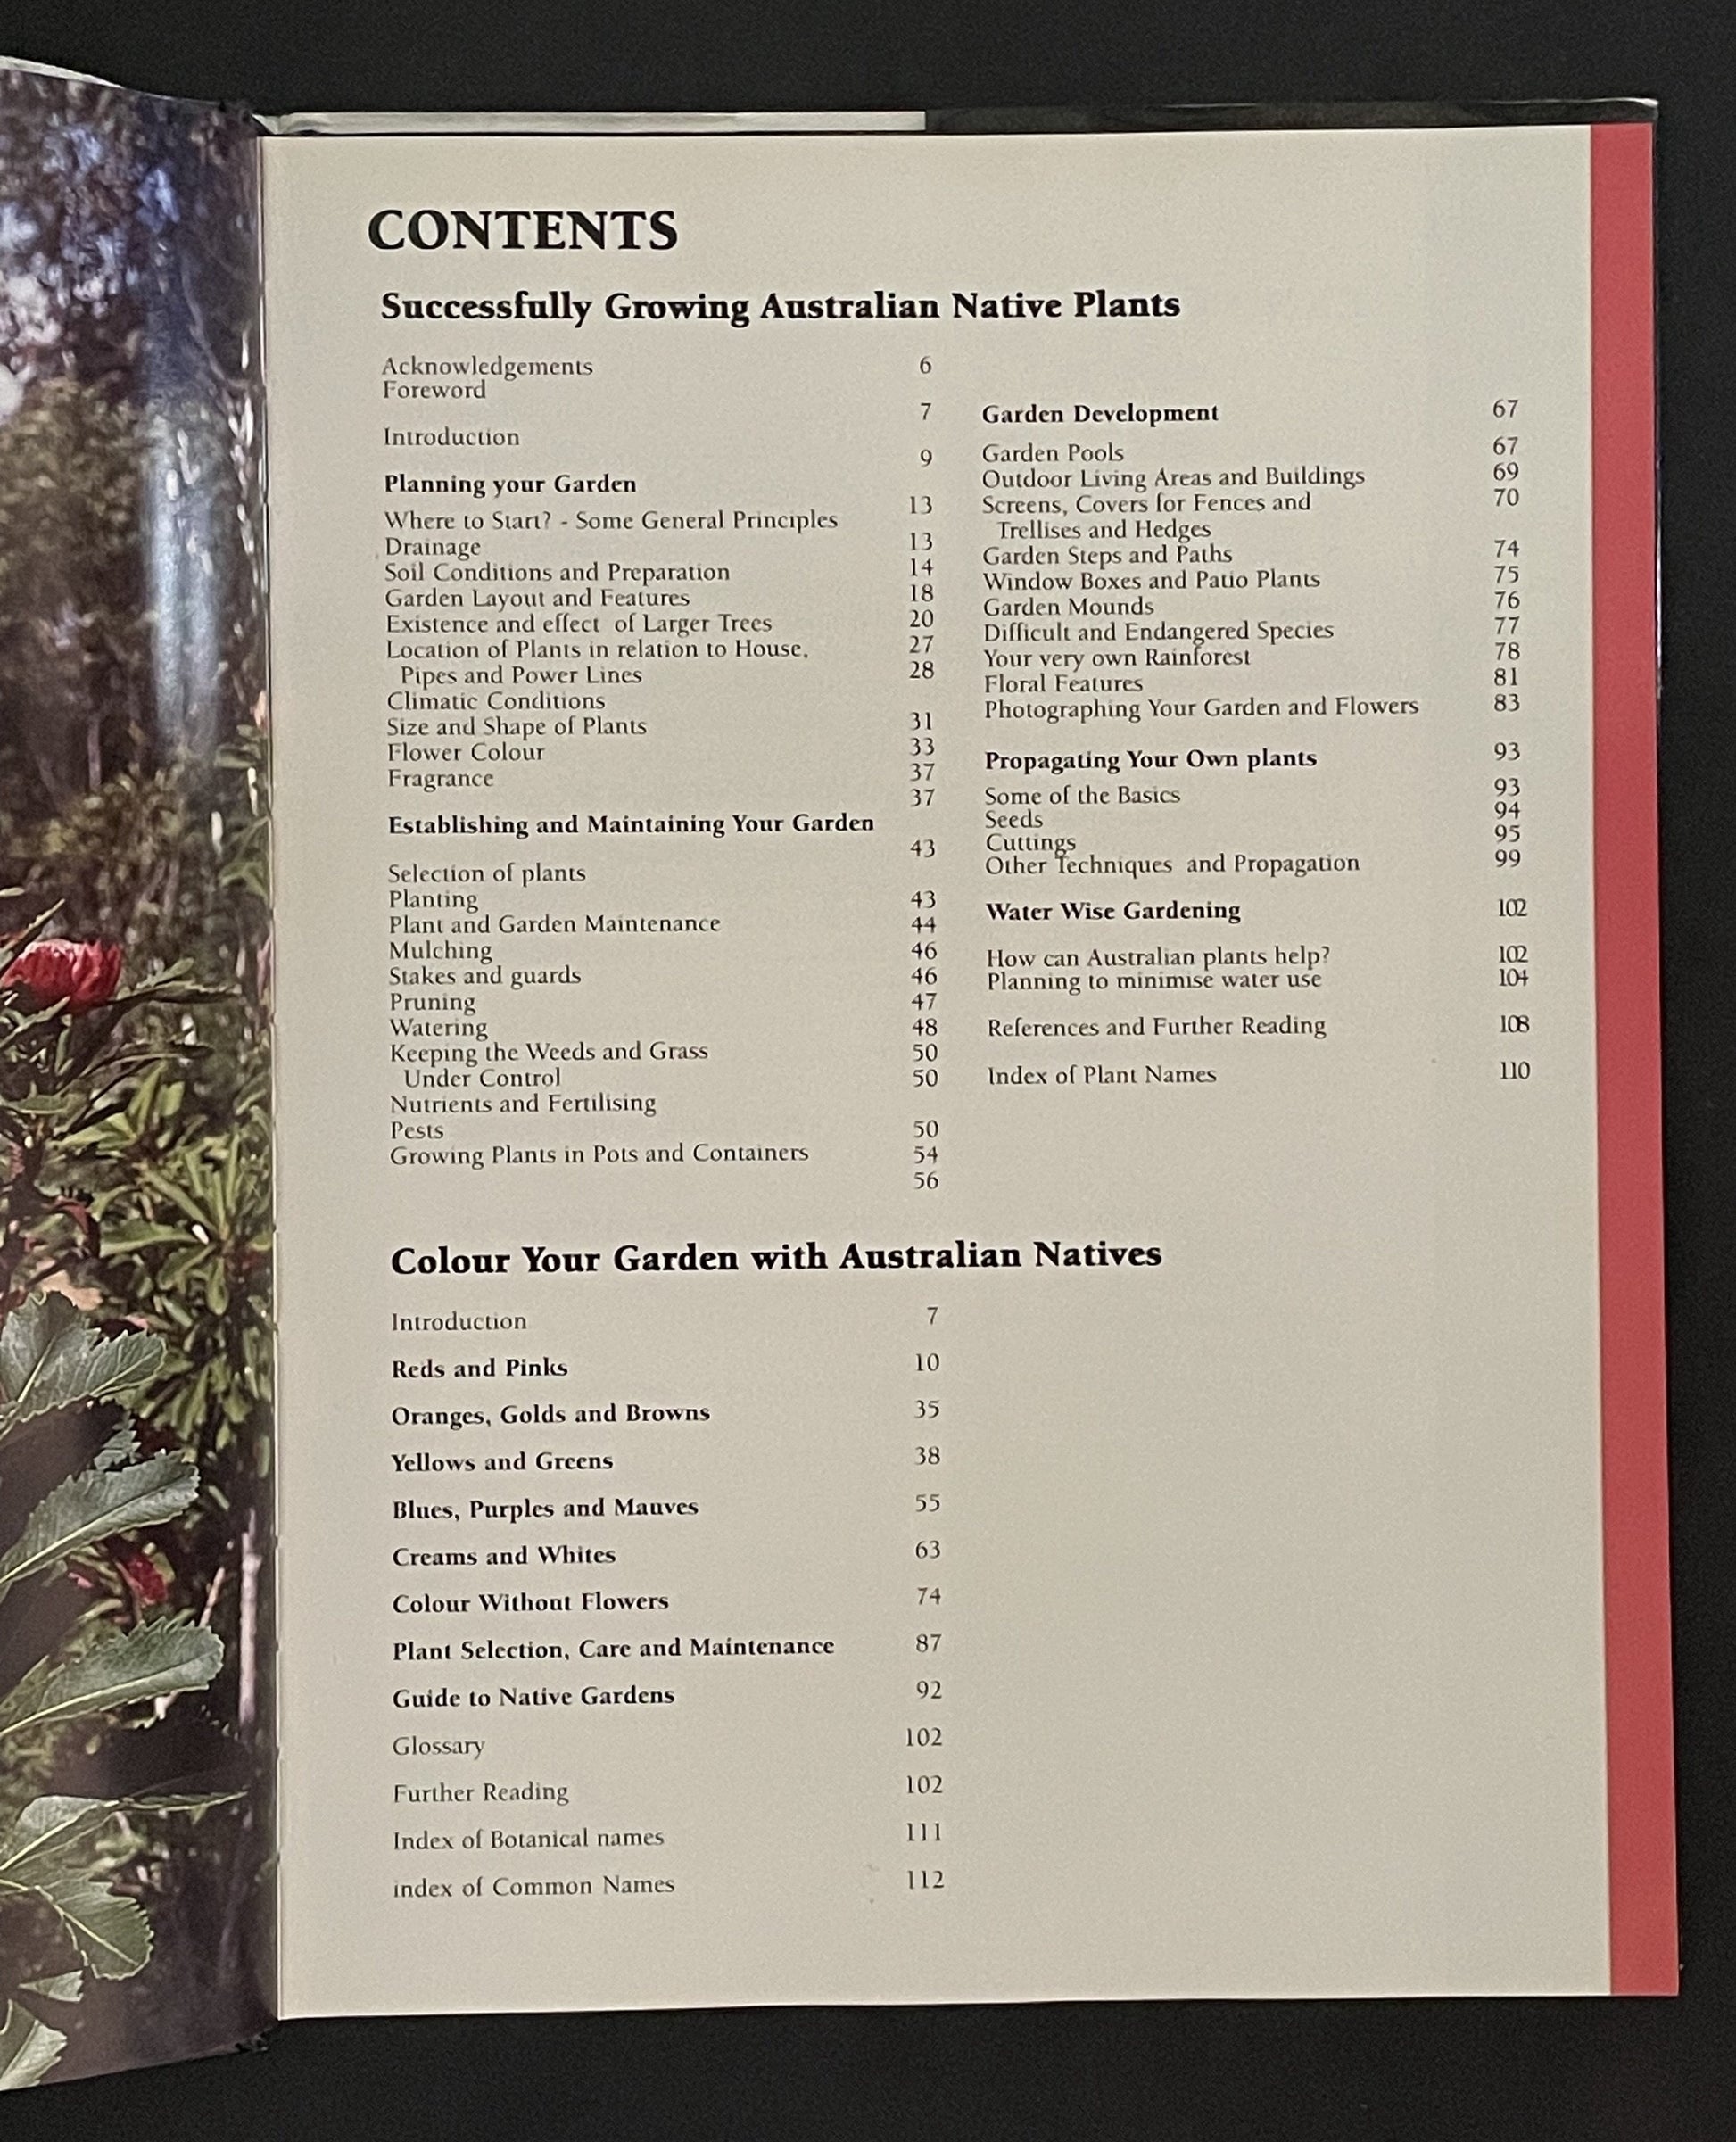 CONTENTS
Successfully Growing Australian Native Plants
Acknowledgements 6
Foreword
7
Introduction
9
Planning your Garden
13
Where to Start? - Some General Principles
13
Drainage
14
Soil Conditions and Preparation
18
Garden Layout and Features
20
Existence and effect of Larger Trees
27
Location of Plants in relation to House,
28
Pipes and Power Lines
Climatic Conditions
31
Size and Shape of Plants
33
Flower Colour
37
Fragrance
37
Establishing and Maintaining Your Garden
43
Selection of plants
43
Planting
44
Plant and Garden Maintenance
46
Mulching
46
Stakes and guards
47
Pruning
48
Watering
50
Keeping the Weeds and Grass
50
Under Control
Nutrients and Fertilising
50
Pests
54
Growing Plants in Pots and Containers
56
Garden Development 67
Garden Pools 67
Outdoor Living Areas and Buildings 69
Screens, Covers for Fences and 70
Trellises and Hedges
Garden Steps and Paths 74
Window Boxes and Patio Plants 75
Garden Mounds 76
Difficult and Endangered Species 77
Your very own Rainforest 78
Floral Features 81
Photographing Your Garden and Flowers 83
Propagating Your Own plants 93
Some of the Basics 93
Seeds 94
Cuttings 95
Other Techniques and Propagation 99
Water Wise Gardening 102
How can Australian plants help? 102
Planning to minimise water use 104
References and Further Reading 108
Index of Plant Names 110
Colour Your Garden with Australian Natives
Introduction 7
Reds and Pinks 10
Oranges, Golds and Browns 35
Yellows and Greens 38
Blues, Purples and Mauves 55
Creams and Whites 63
Colour Without Flowers 74
Plant Selection, Care and Maintenance 87
Guide to Native Gardens 92
Glossary 102
Further Reading 102
Index of Botanical names 111
index of Common Names 112